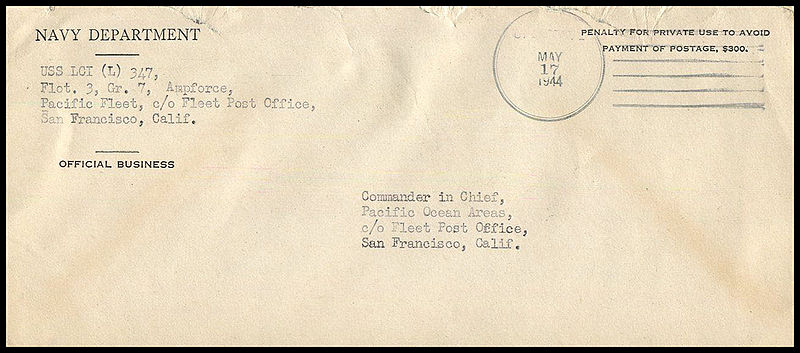 NAVY DEPARTMENT
USS LCI (L) 347,
Flot. 3, Gr. 7, Ampforce,
Pacific Fleet, c/o Fleet Post Office,
San Francisco, Calif.
OFFICIAL BUSINESS
MAY
17
1944
PENALTY FOR PRIVATE USE TO AVOID
PAYMENT OF POSTAGE, $300.
Commander in Chief,
Pacific Ocean Areas,
c/o Fleet Post Office,
San Francisco, Calif.